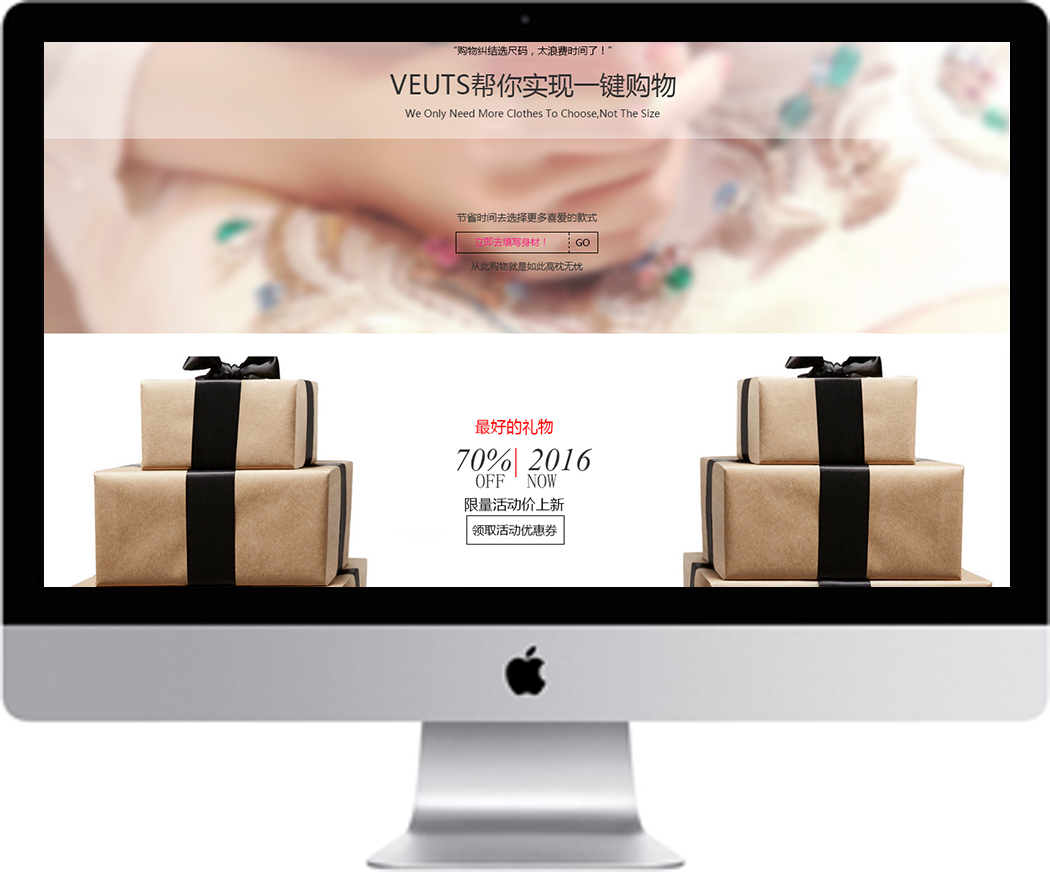 “购物纠结选尺码，太浪费时间了！”
VEUTS帮你实现一键购物
We Only Need More Clothes To Choose,Not The Size
节省时间去选择更多喜爱的款式
立即去填写身材！ GO
从此购物就是如此高枕无忧
最好的礼物
70% 2016
OFF NOW
限量活动价上新
领取活动优惠券